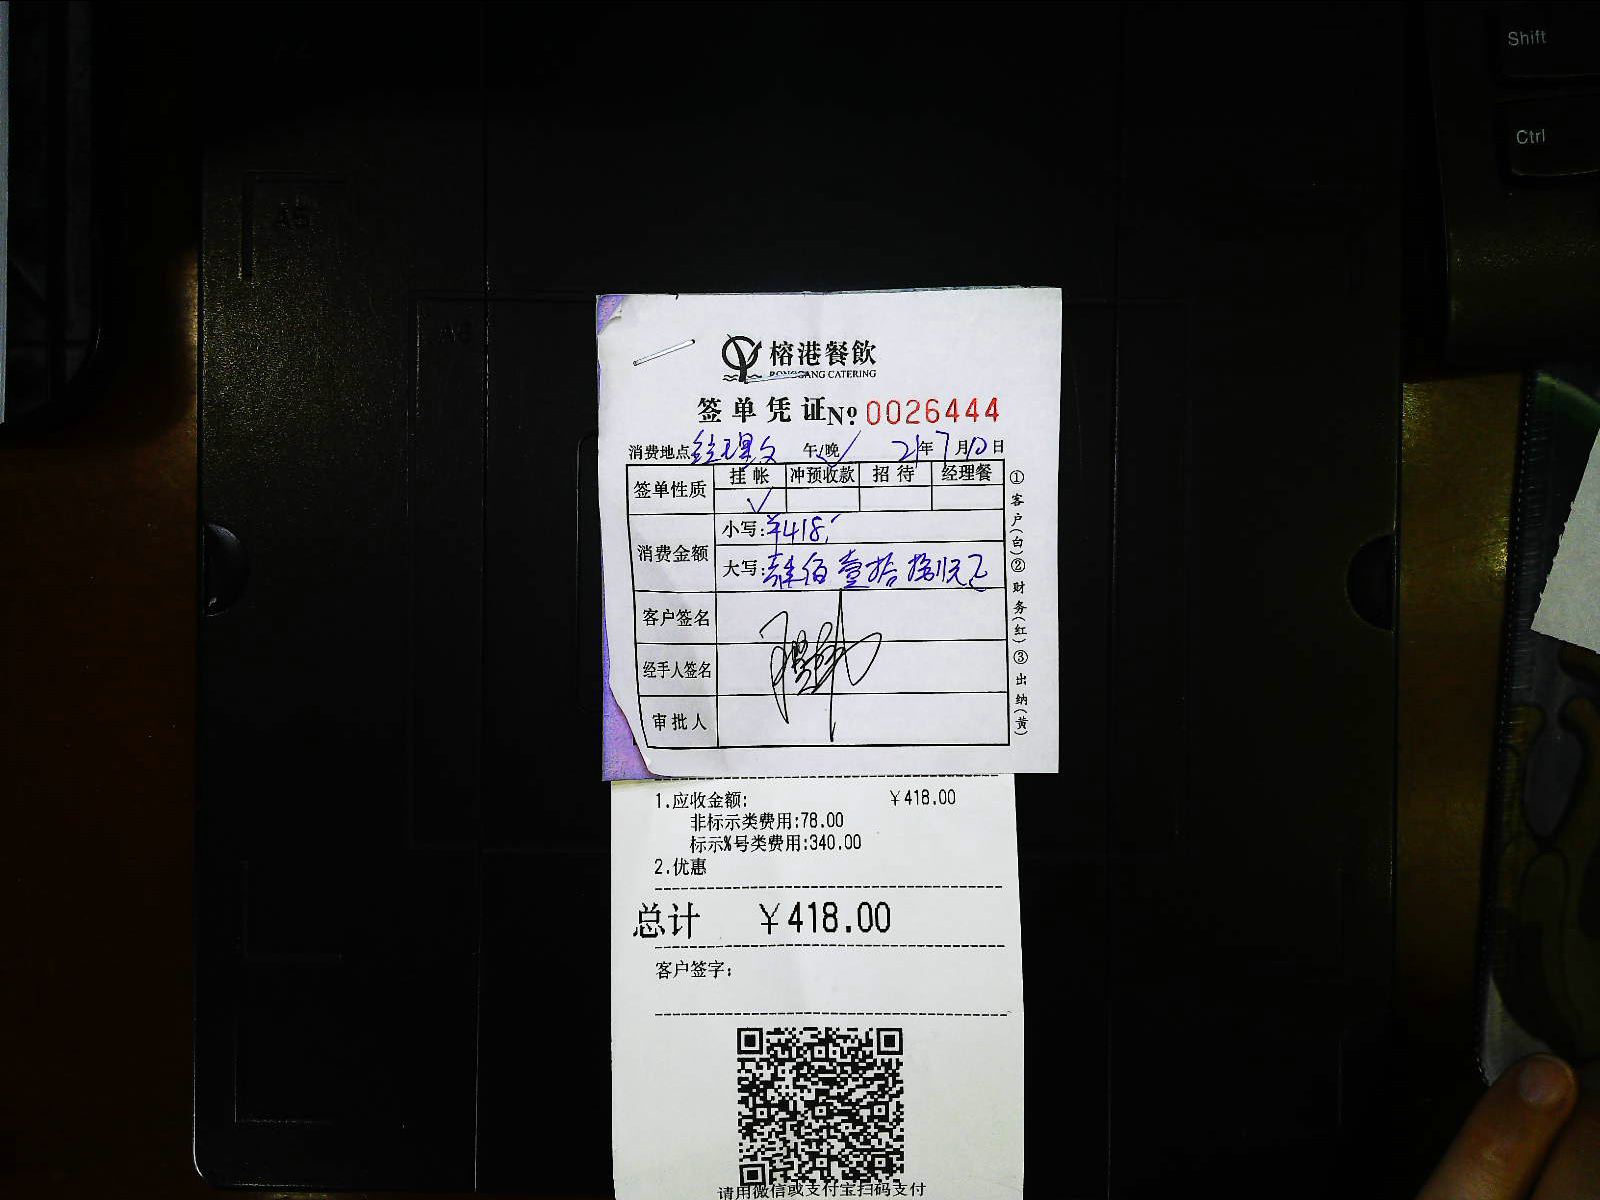 Shift
Ctrl
A5
A6
榕港餐飲
RONGGANG CATERING
签单凭证 № 0026444
消费地点 午/晚✓ 21年7月10日
签单性质 挂帐 冲预收款 招待 经理餐
✓
消费金额 小写:¥418
大写:肆佰壹拾捌元正
客户签名
经手人签名
审批人
①客户(白)②财务(红)③出纳(黄)
1.应收金额: ¥418.00
非标示类费用:78.00
标示%号类费用:340.00
2.优惠
总计 ¥418.00
客户签字:
请用微信或支付宝扫码支付